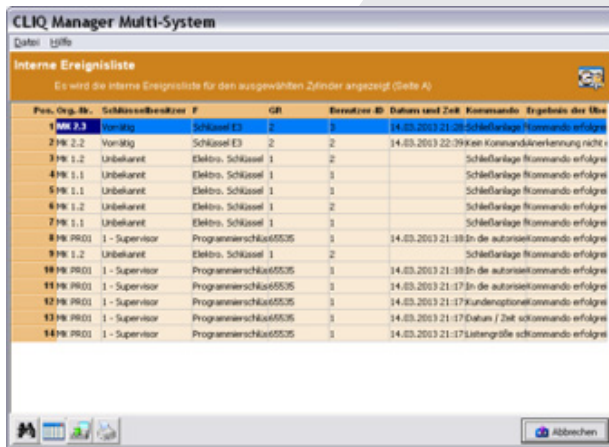 CLIQ Manager Multi-System
Datei Hilfe
Interne Ereignisliste
Es wird die interne Ereignisliste für den ausgewählten Zylinder angezeigt (Seite A)
Pos. Org.-Nr. Schlüsselbesitzer F GR Benutzer-ID Datum und Zeit Kommando Ergebnis der Übe
1 MK 2.3 Vorrätig Schlüssel E3 2 3 14.03.2013 21:28 Schließanlage Kommando erfolgrei
2 MK 2.2 Vorrätig Schlüssel E3 2 2 14.03.2013 22:39 Kein Kommand Anerkennung nicht
3 MK 1.2 Unbekannt Elektro. Schlüssel 1 2 Schließanlage Kommando erfolgrei
4 MK 1.1 Unbekannt Elektro. Schlüssel 1 1 Schließanlage Kommando erfolgrei
5 MK 1.1 Unbekannt Elektro. Schlüssel 1 1 Schließanlage Kommando erfolgrei
6 MK 1.2 Unbekannt Elektro. Schlüssel 1 2 Schließanlage Kommando erfolgrei
7 MK 1.1 Unbekannt Elektro. Schlüssel 1 1 Schließanlage Kommando erfolgrei
8 MK PR01 1 - Supervisor Programmierschlüs 65535 1 14.03.2013 21:18 In die autorisie Kommando erfolgrei
9 MK 1.2 Unbekannt Elektro. Schlüssel 1 2 Schließanlage Kommando erfolgrei
10 MK PR01 1 - Supervisor Programmierschlüs 65535 1 14.03.2013 21:18 In die autorisie Kommando erfolgrei
11 MK PR01 1 - Supervisor Programmierschlüs 65535 1 14.03.2013 21:17 In die autorisie Kommando erfolgrei
12 MK PR01 1 - Supervisor Programmierschlüs 65535 1 14.03.2013 21:17 Kundenoptione Kommando erfolgrei
13 MK PR01 1 - Supervisor Programmierschlüs 65535 1 14.03.2013 21:17 Datum / Zeit sc Kommando erfolgrei
14 MK PR01 1 - Supervisor Programmierschlüs 65535 1 14.03.2013 21:17 Listengröße sc Kommando erfolgrei
Abbrechen